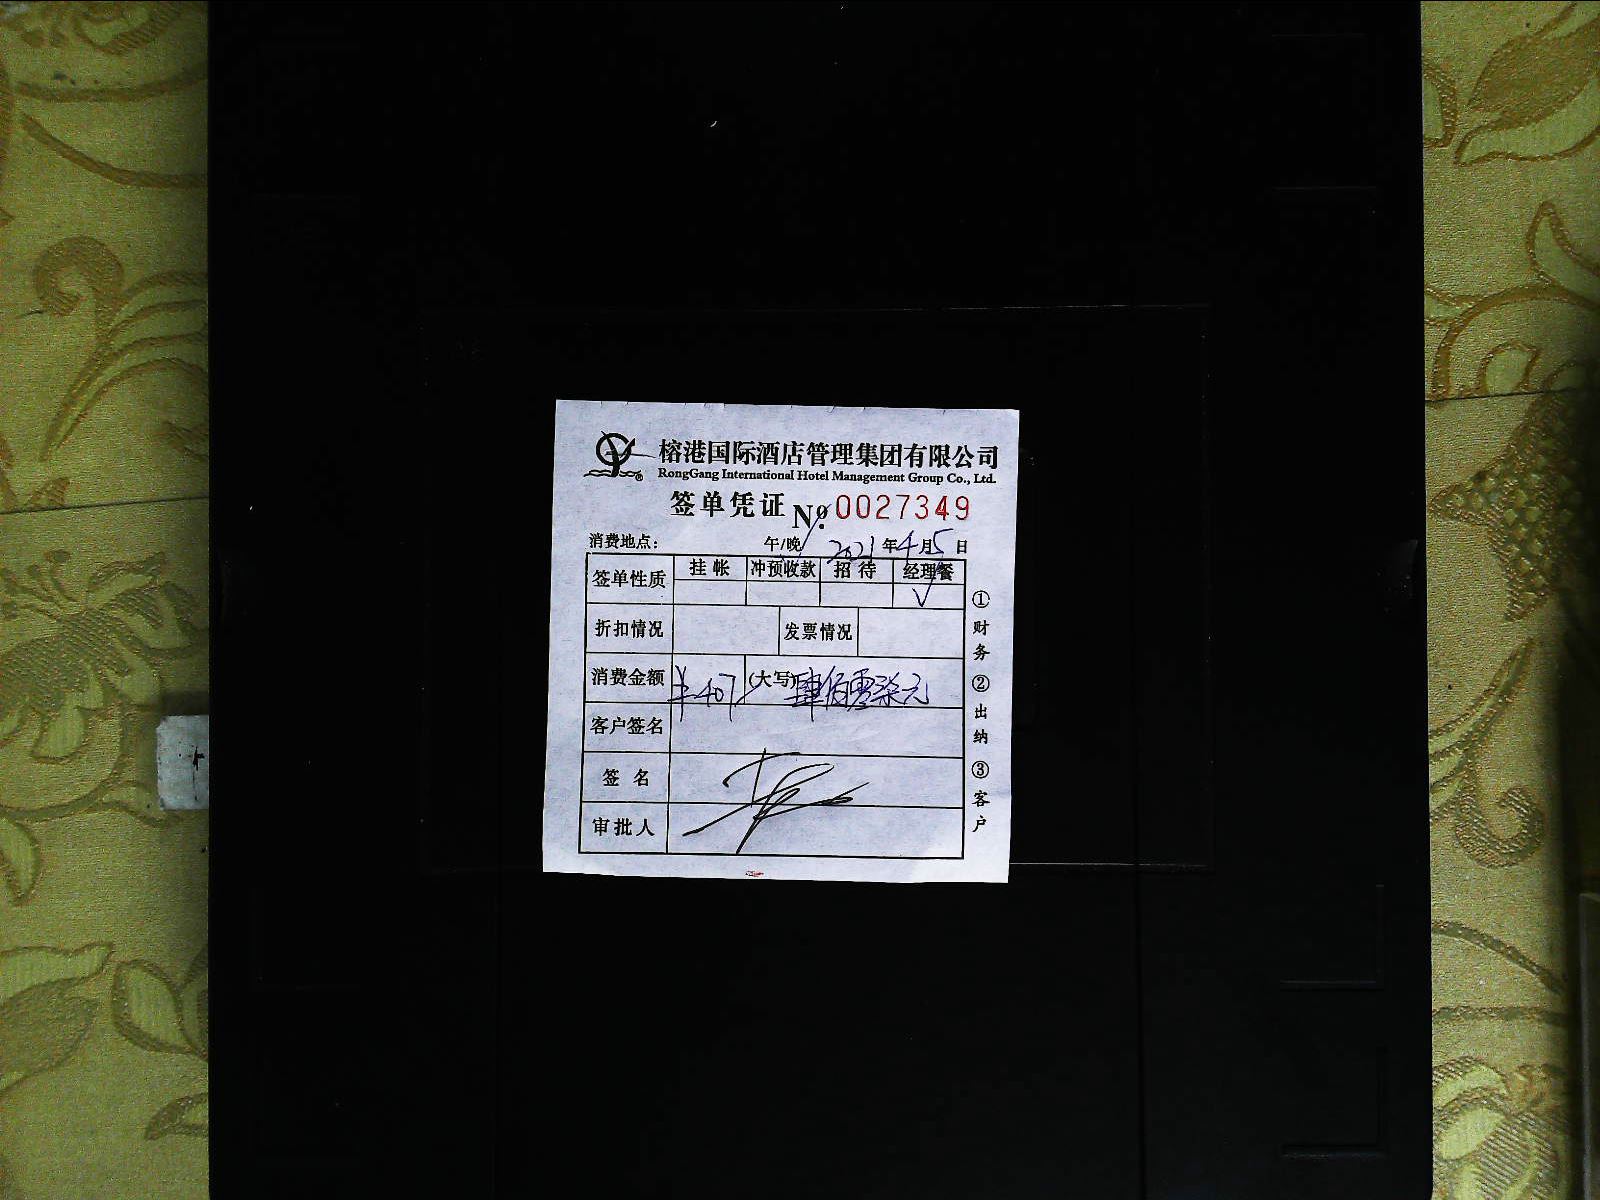 榕港国际酒店管理集团有限公司
RongGang International Hotel Management Group Co., Ltd.
签单凭证 No. 0027349
消费地点: 午/晚 2021年4月5日
签单性质 挂帐 冲预收款 招待 经理餐
√
折扣情况 发票情况
消费金额 ¥407 (大写) 肆佰零柒元
客户签名
签名
审批人
①财务 ②出纳 ③客户